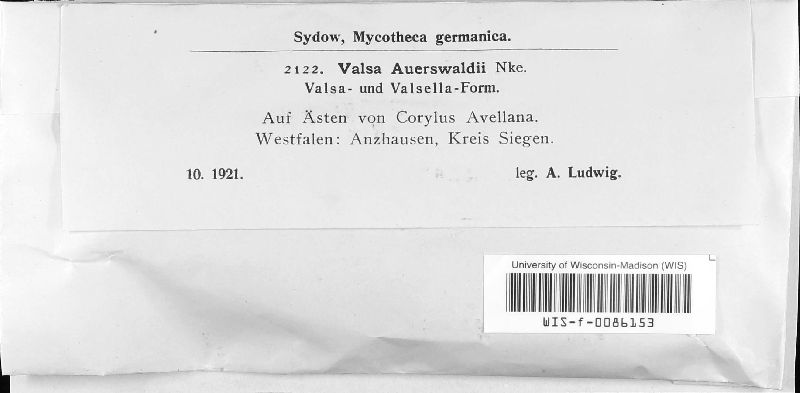 Sydow, Mycotheca germanica.
2122. Valsa Auerswaldii Nke.
Valsa- und Valsella-Form.
Auf Ästen von Corylus Avellana.
Westfalen: Anzhausen, Kreis Siegen.
10. 1921. leg. A. Ludwig.
University of Wisconsin-Madison (WIS)
WIS-f-0086153